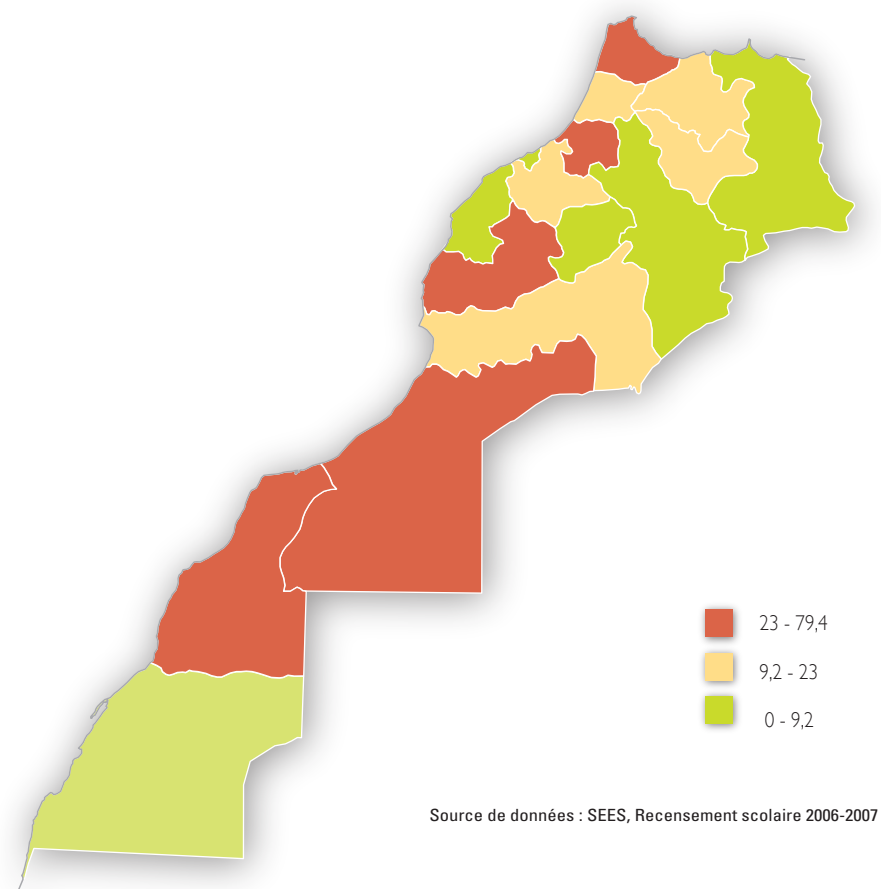 23 - 79,4
9,2 - 23
0 - 9,2
Source de données : SEES, Recensement scolaire 2006-2007